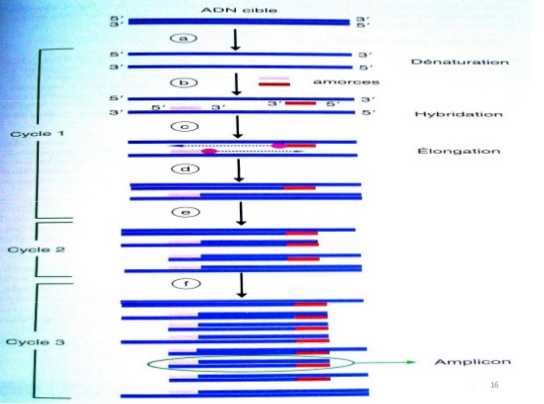 ADN cible
5' 3'
3' 5'
a
5' 3'
3' 5'
Dénaturation
b
amorces
5' 3'
5' 3' 3' 5'
3' 5'
Hybridation
Cycle 1
c
Élongation
d
e
Cycle 2
f
Cycle 3
Amplicon
16